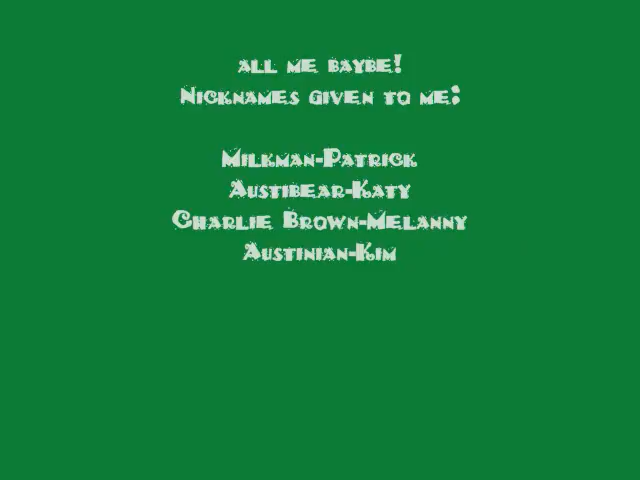 all me baybe!
Nicknames given to me:
Milkman-Patrick
Austibear-Katy
Charlie Brown-Melanny
Austinian-Kim